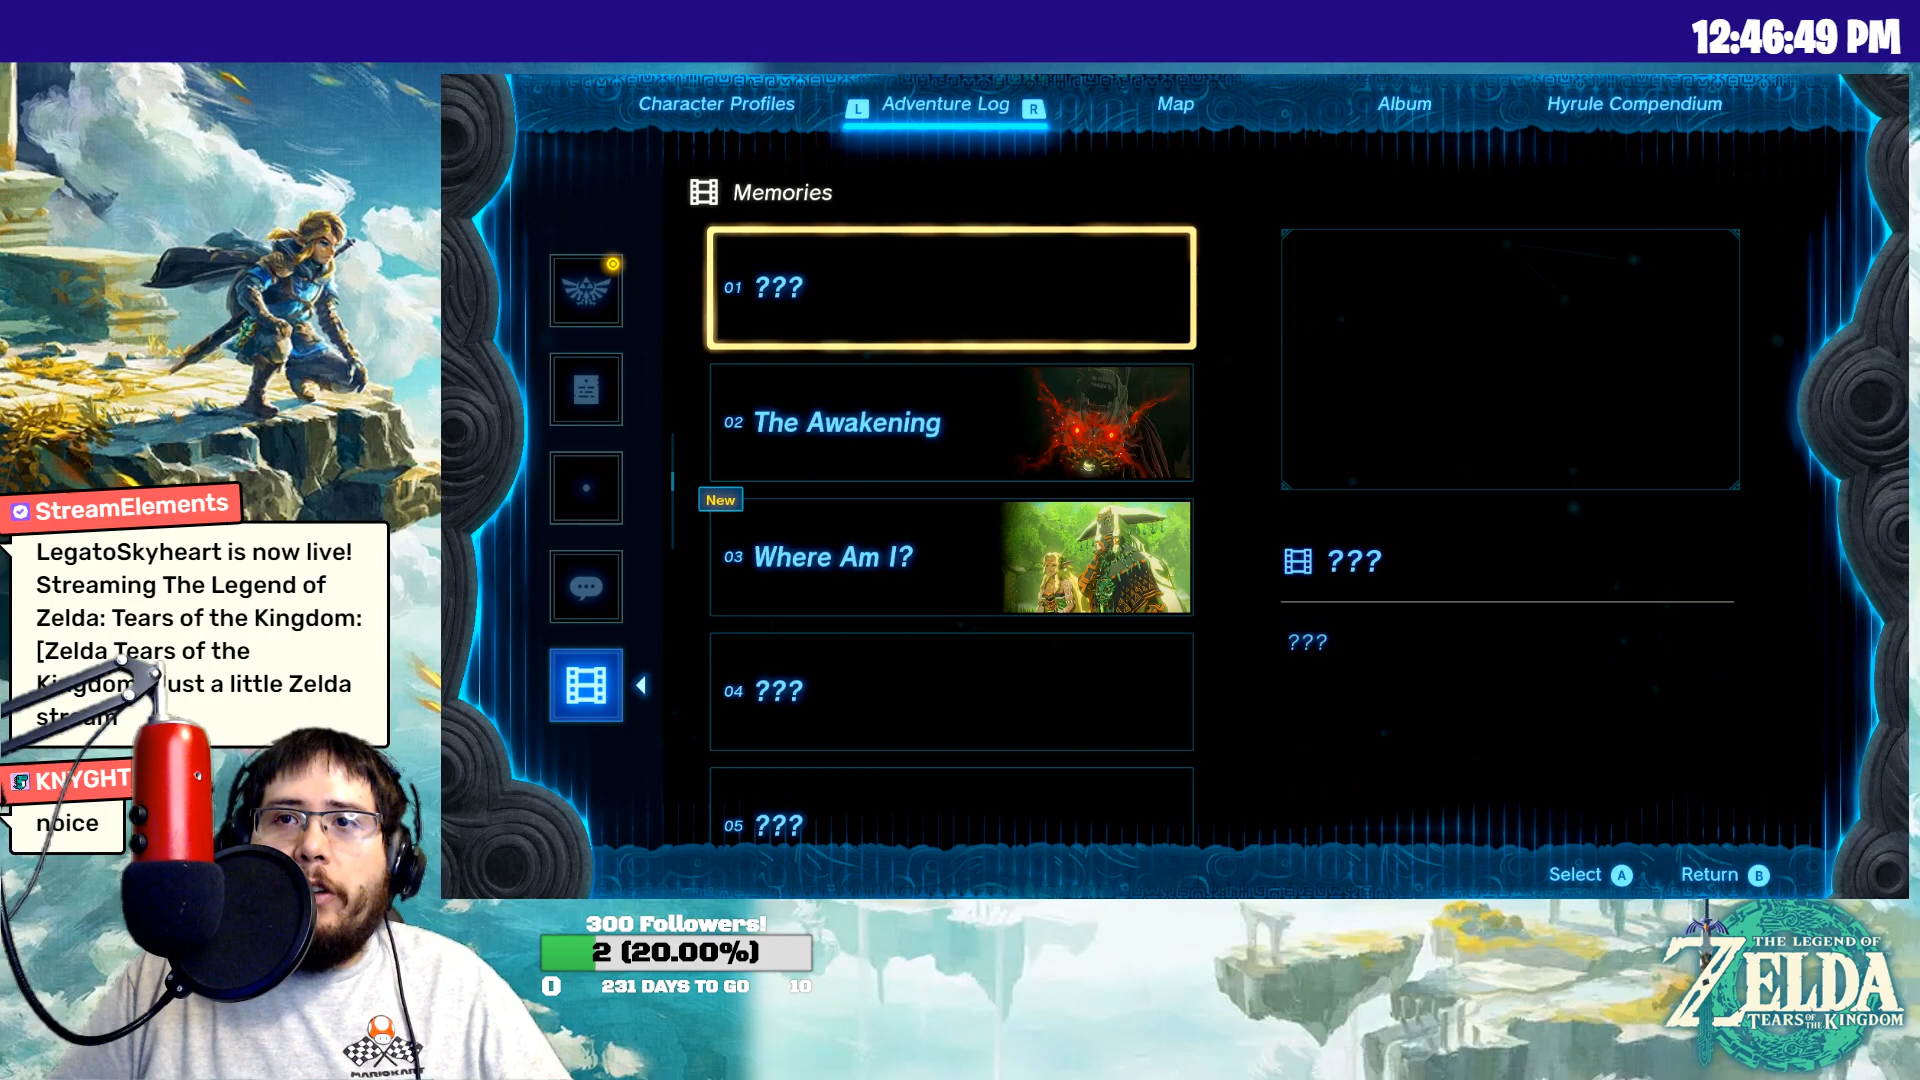 12:46:49 PM
Character Profiles
L Adventure Log R
Map
Album
Hyrule Compendium
Memories
01 ???
02 The Awakening
New
03 Where Am I?
04 ???
05 ???
???
???
Select A
Return B
StreamElements
LegatoSkyheart is now live!
Streaming The Legend of
Zelda: Tears of the Kingdom:
[Zelda Tears of the
ust a little Zelda
KNYGHT
noice
300 Followers!
2 (20.00%)
0 231 DAYS TO GO 10
MARIOKART
THE LEGEND OF
ZELDA
TEARS OF THE KINGDOM